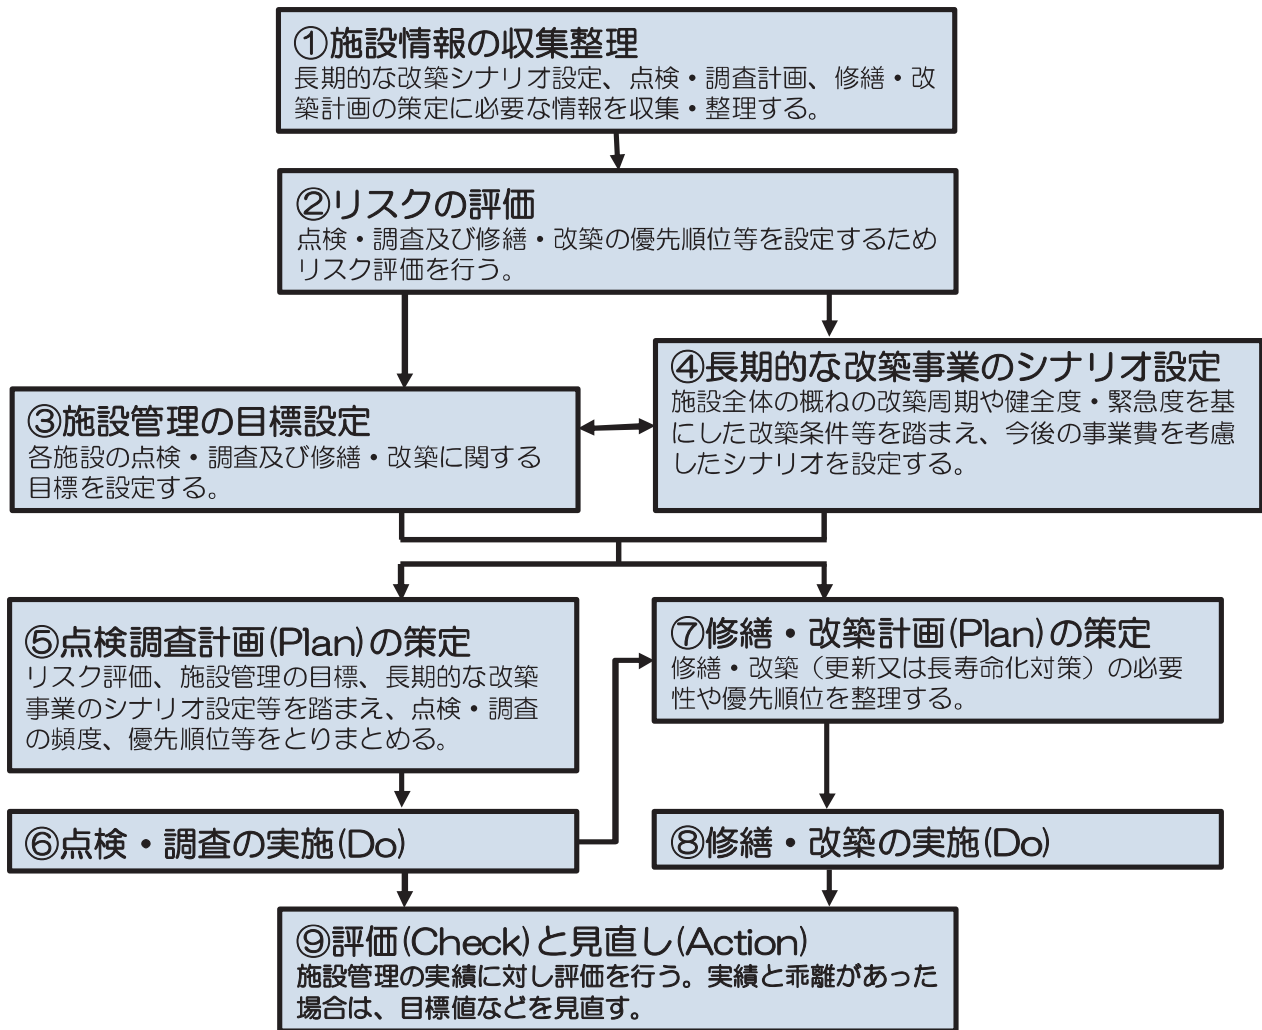 ①施設情報の収集整理
長期的な改築シナリオ設定、点検・調査計画、修繕・改
築計画の策定に必要な情報を収集・整理する。
②リスクの評価
点検・調査及び修繕・改築の優先順位等を設定するため
リスク評価を行う。
③施設管理の目標設定
各施設の点検・調査及び修繕・改築に関する
目標を設定する。
④長期的な改築事業のシナリオ設定
施設全体の概ねの改築周期や健全度・緊急度を基
にした改築条件等を踏まえ、今後の事業費を考慮
したシナリオを設定する。
⑤点検調査計画(Plan)の策定
リスク評価、施設管理の目標、長期的な改築
事業のシナリオ設定等を踏まえ、点検・調査
の頻度、優先順位等をとりまとめる。
⑥点検・調査の実施(Do)
⑦修繕・改築計画(Plan)の策定
修繕・改築（更新又は長寿命化対策）の必要
性や優先順位を整理する。
⑧修繕・改築の実施(Do)
⑨評価(Check)と見直し(Action)
施設管理の実績に対し評価を行う。実績と乖離があった
場合は、目標値などを見直す。